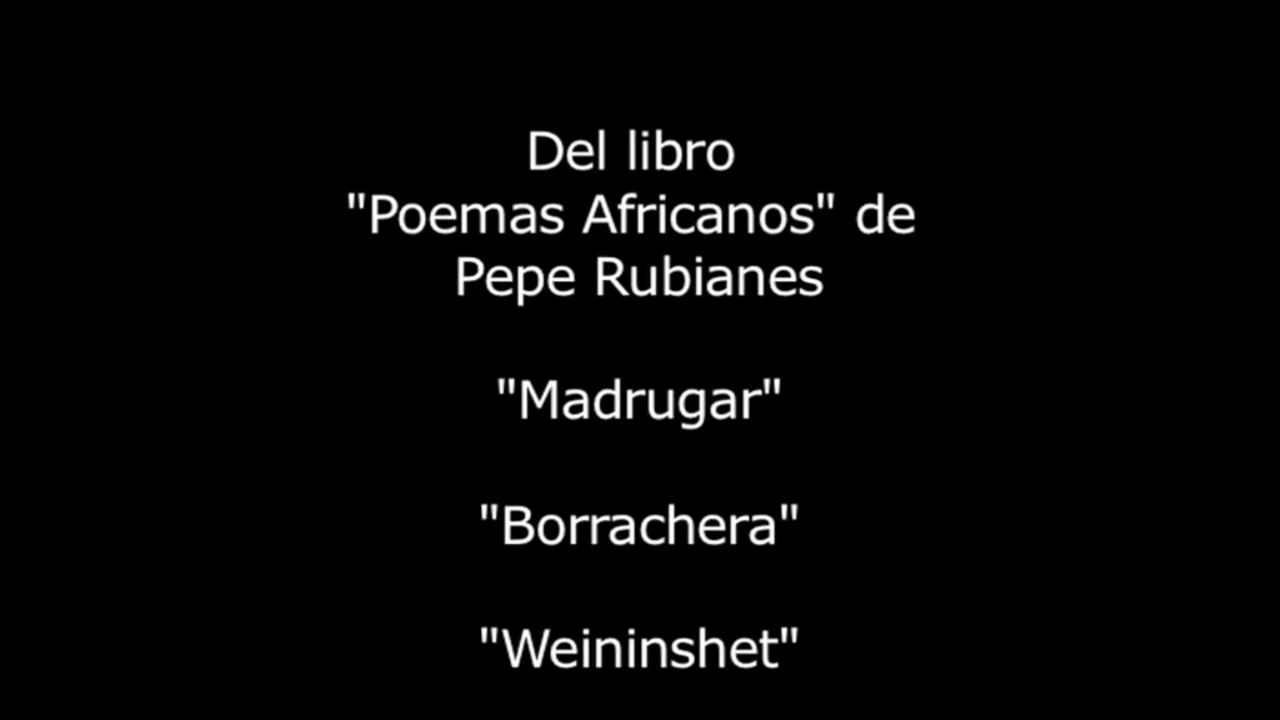 Del libro
"Poemas Africanos" de
Pepe Rubianes
"Madrugar"
"Borrachera"
"Weininshet"